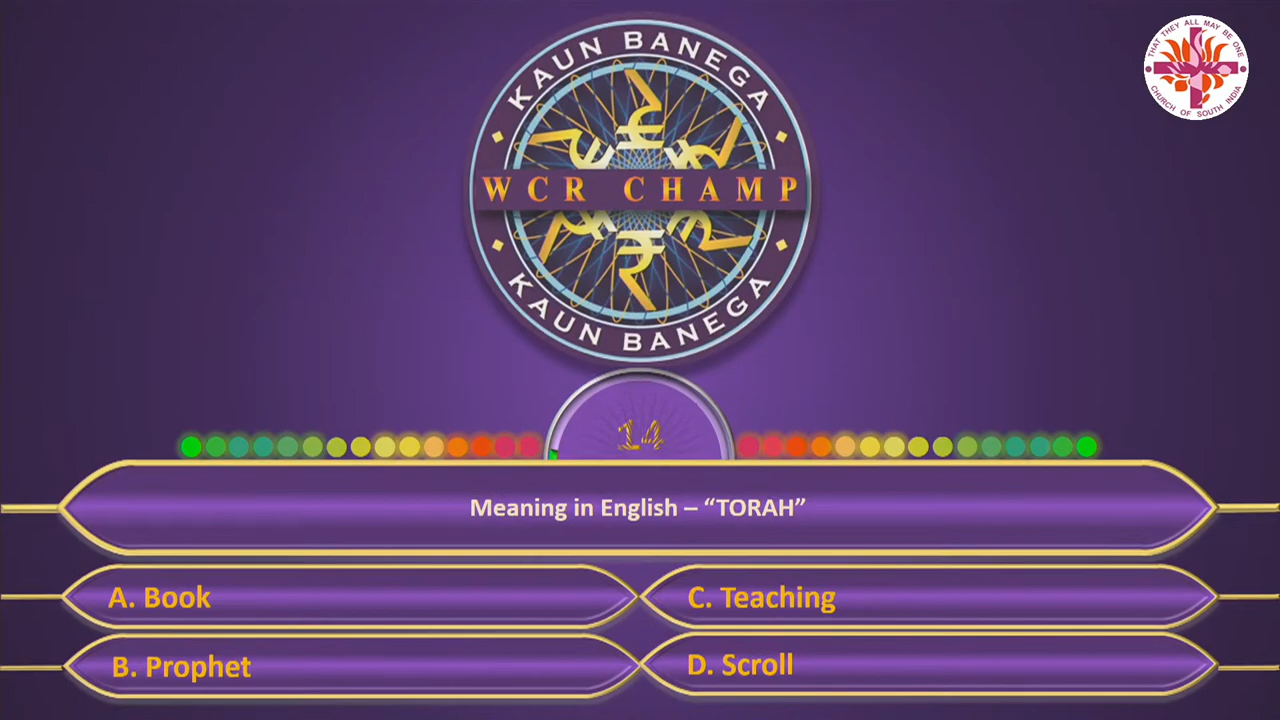 KAUN BANEGA
WCR CHAMP
KAUN BANEGA
THAT THEY ALL MAY BE ONE
CHURCH OF SOUTH INDIA
14
Meaning in English – “TORAH”
A. Book
C. Teaching
B. Prophet
D. Scroll